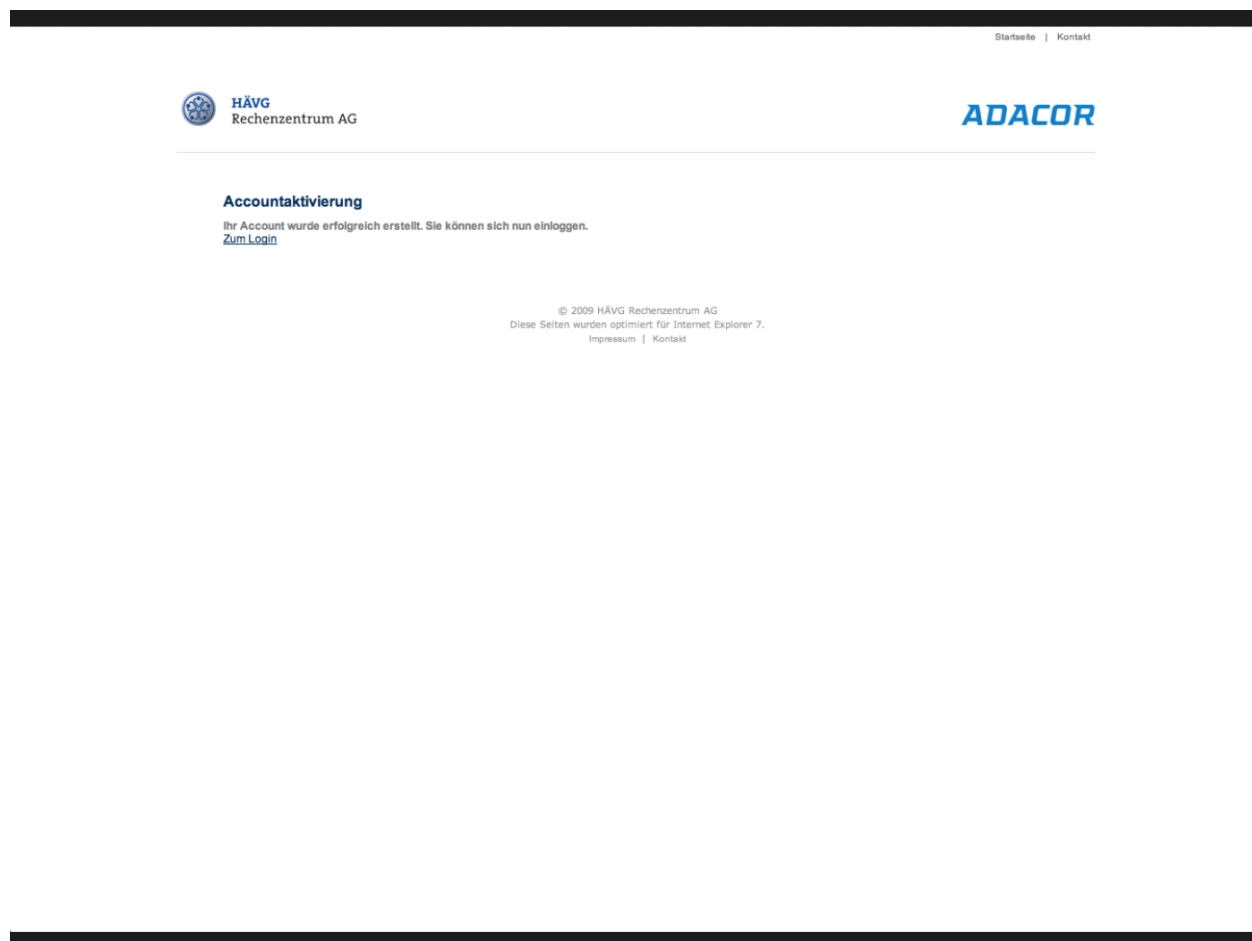 Startseite | Kontakt
HÄVG
Rechenzentrum AG
ADACOR
Accountaktivierung
Ihr Account wurde erfolgreich erstellt. Sie können sich nun einloggen.
Zum Login
© 2009 HÄVG Rechenzentrum AG
Diese Seiten wurden optimiert für Internet Explorer 7.
Impressum | Kontakt